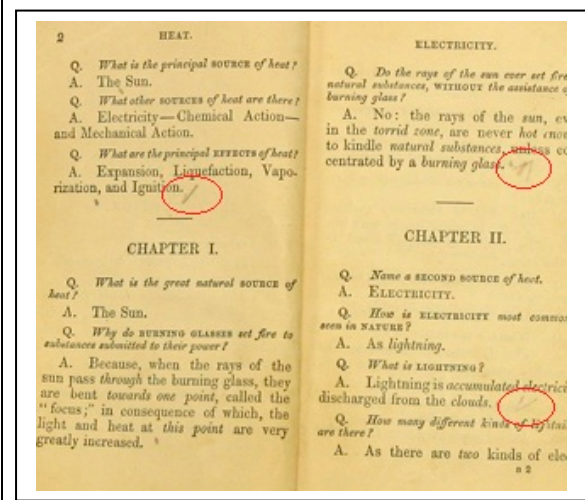 2 HEAT.
Q. What is the principal SOURCE of heat?
A. The Sun.
Q. What other SOURCES of heat are there?
A. Electricity—Chemical Action—
and Mechanical Action.
Q. What are the principal EFFECTS of heat?
A. Expansion, Liquefaction, Vapo-
rization, and Ignition.
CHAPTER I.
Q. What is the great natural SOURCE of
heat?
A. The Sun.
Q. Why do BURNING GLASSES set fire to
substances submitted to their power?
A. Because, when the rays of the
sun pass through the burning glass, they
are bent towards one point, called the
"focus;" in consequence of which, the
light and heat at this point are very
greatly increased.
ELECTRICITY.
Q. Do the rays of the sun ever set fire
natural substances, WITHOUT the assistance
burning glass?
A. No: the rays of the sun,
in the torrid zone, are never hot
to kindle natural substances, unless
centrated by a burning glass.
CHAPTER II.
Q. Name a SECOND SOURCE of heat.
A. ELECTRICITY.
Q. How is ELECTRICITY most
seen in NATURE?
A. As lightning.
Q. What is LIGHTNING?
A. Lightning is accumulated
discharged from the clouds.
Q. How many different kinds of
are there?
A. As there are two kinds of
B 2